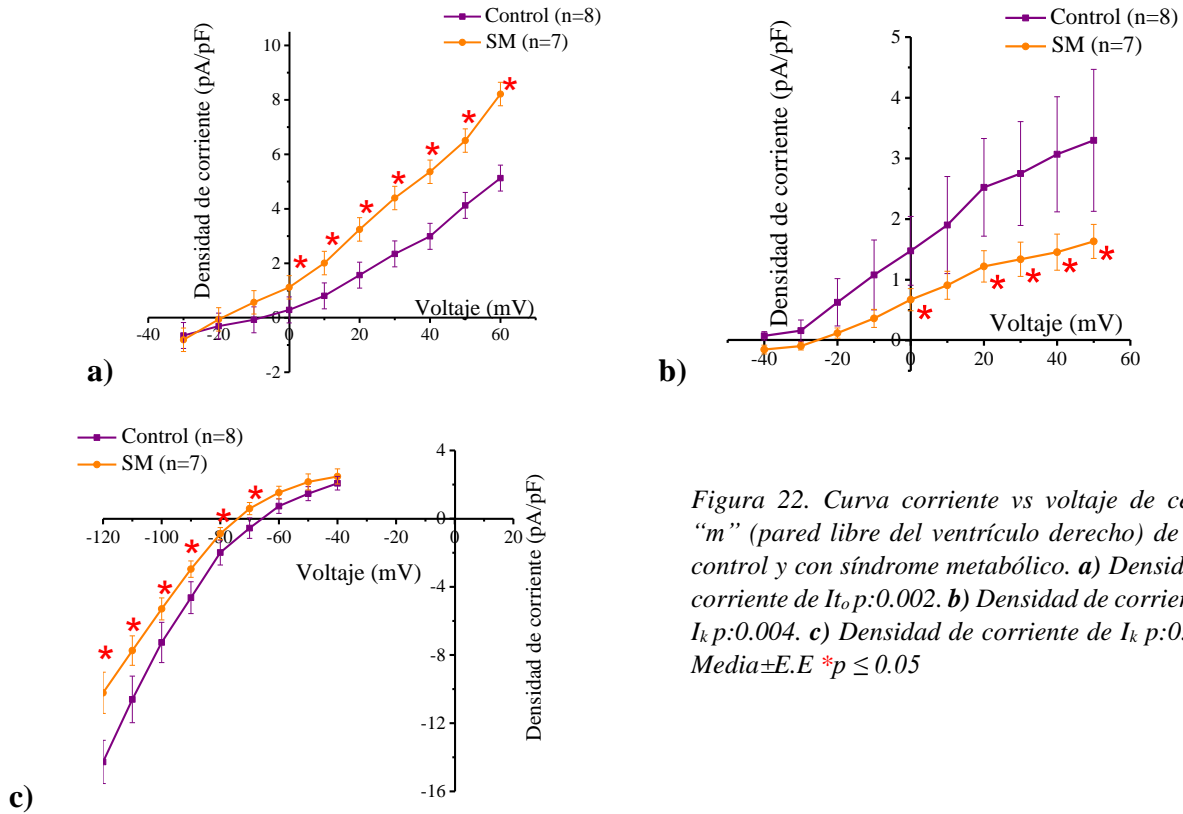 Control (n=8)
SM (n=7)
Densidad de corriente (pA/pF)
10
8
6
4
2
0
-2
-40
-20
0
20
40
60
Voltaje (mV)
a)
Control (n=8)
SM (n=7)
Densidad de corriente (pA/pF)
5
4
3
2
1
0
-40
-20
0
20
40
60
Voltaje (mV)
b)
Control (n=8)
SM (n=7)
4
0
-4
-8
-12
-16
-120
-100
-80
-60
-40
-20
0
20
Voltaje (mV)
Densidad de corriente (pA/pF)
c)
Figura 22. Curva corriente vs voltaje de
“m” (pared libre del ventrículo derecho) de
control y con síndrome metabólico. a)
corriente de Ito p:0.002. b) Densidad de
Ik p:0.004. c) Densidad de corriente de Ik
Media±E.E *p ≤ 0.05